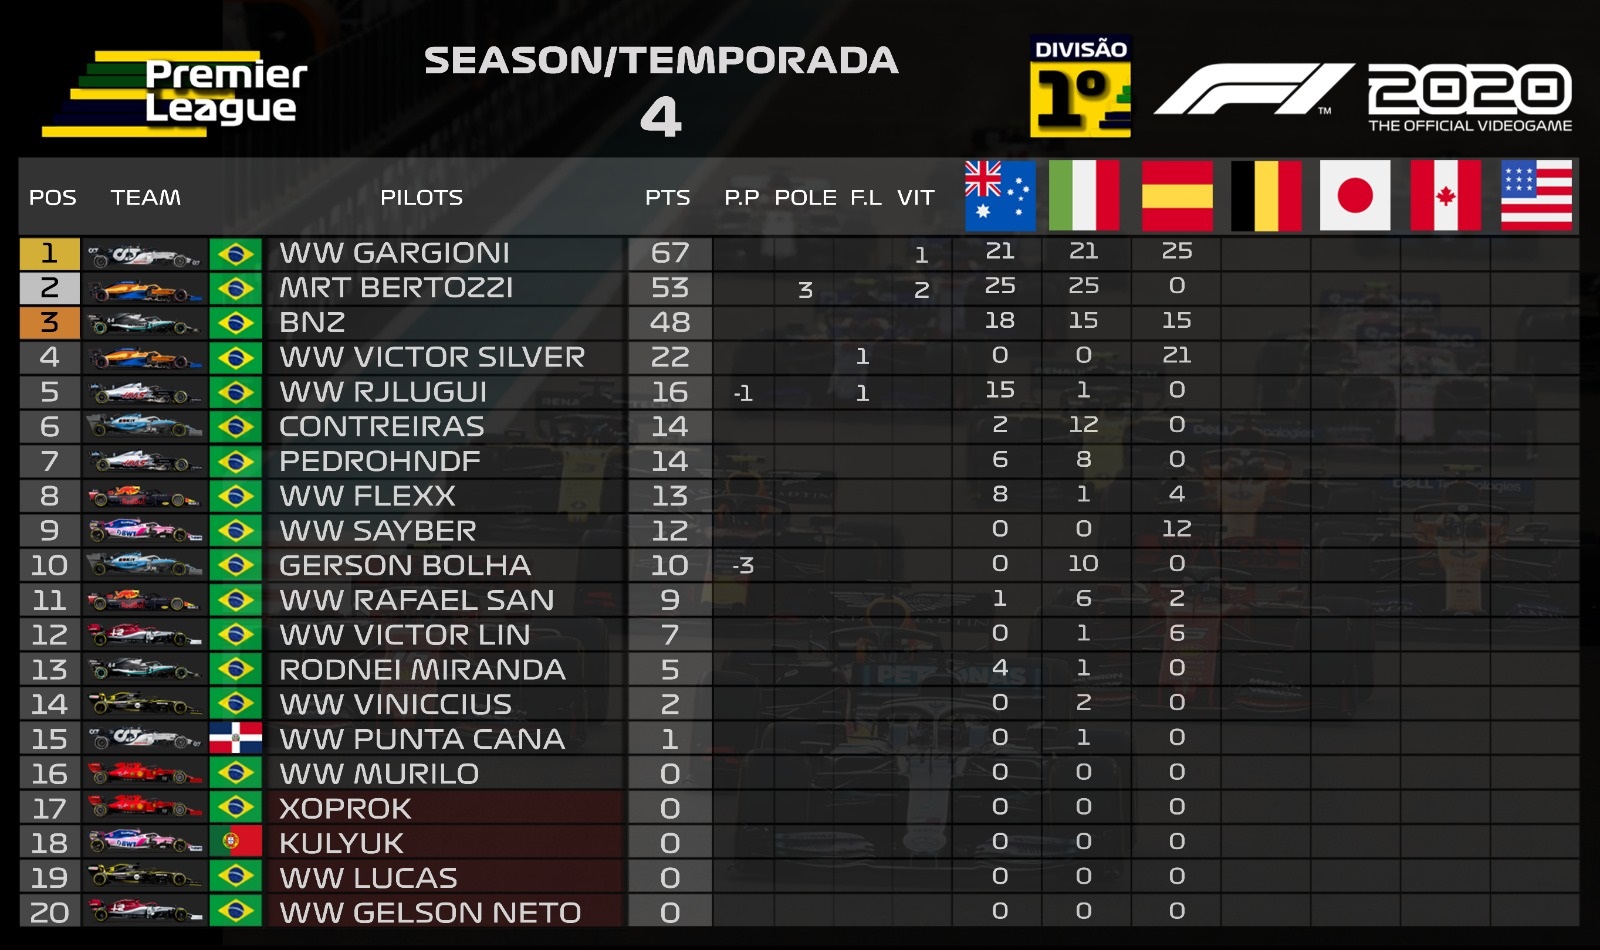 Premier
League
SEASON/TEMPORADA
4
DIVISÃO
1º
F1 ™
2020
THE OFFICIAL VIDEOGAME
POS TEAM PILOTS PTS P.P POLE F.L VIT
1 WW GARGIONI 67 1 21 21 25
2 MRT BERTOZZI 53 3 2 25 25 0
3 BNZ 48 18 15 15
4 WW VICTOR SILVER 22 1 0 0 21
5 WW RJLUGUI 16 -1 1 15 1 0
6 CONTREIRAS 14 2 12 0
7 PEDROHNDF 14 6 8 0
8 WW FLEXX 13 8 1 4
9 WW SAYBER 12 0 0 12
10 GERSON BOLHA 10 -3 0 10 0
11 WW RAFAEL SAN 9 1 6 2
12 WW VICTOR LIN 7 0 1 6
13 RODNEI MIRANDA 5 4 1 0
14 WW VINICCIUS 2 0 2 0
15 WW PUNTA CANA 1 0 1 0
16 WW MURILO 0 0 0 0
17 XOPROK 0 0 0 0
18 KULYUK 0 0 0 0
19 WW LUCAS 0 0 0 0
20 WW GELSON NETO 0 0 0 0